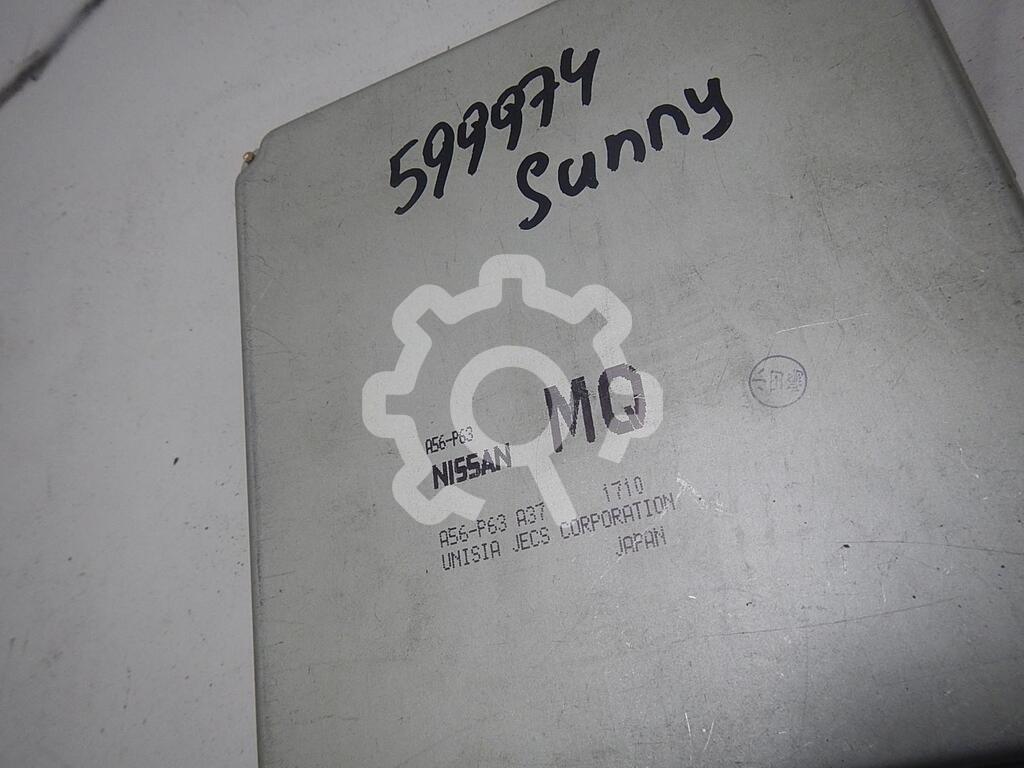 599974
Sunny
MQ
A56-P63
NISSAN
A56-P63 A37 1710
UNISIA JECS CORPORATION
JAPAN